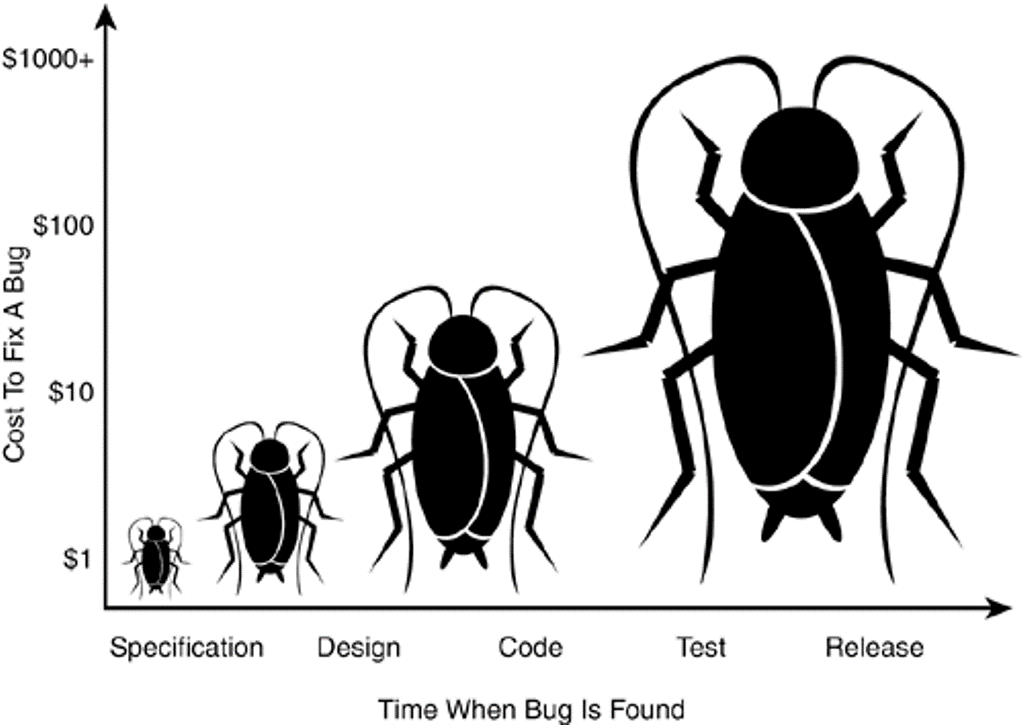 $1000+
$100
$10
$1
Cost To Fix A Bug
Specification
Design
Code
Test
Release
Time When Bug Is Found